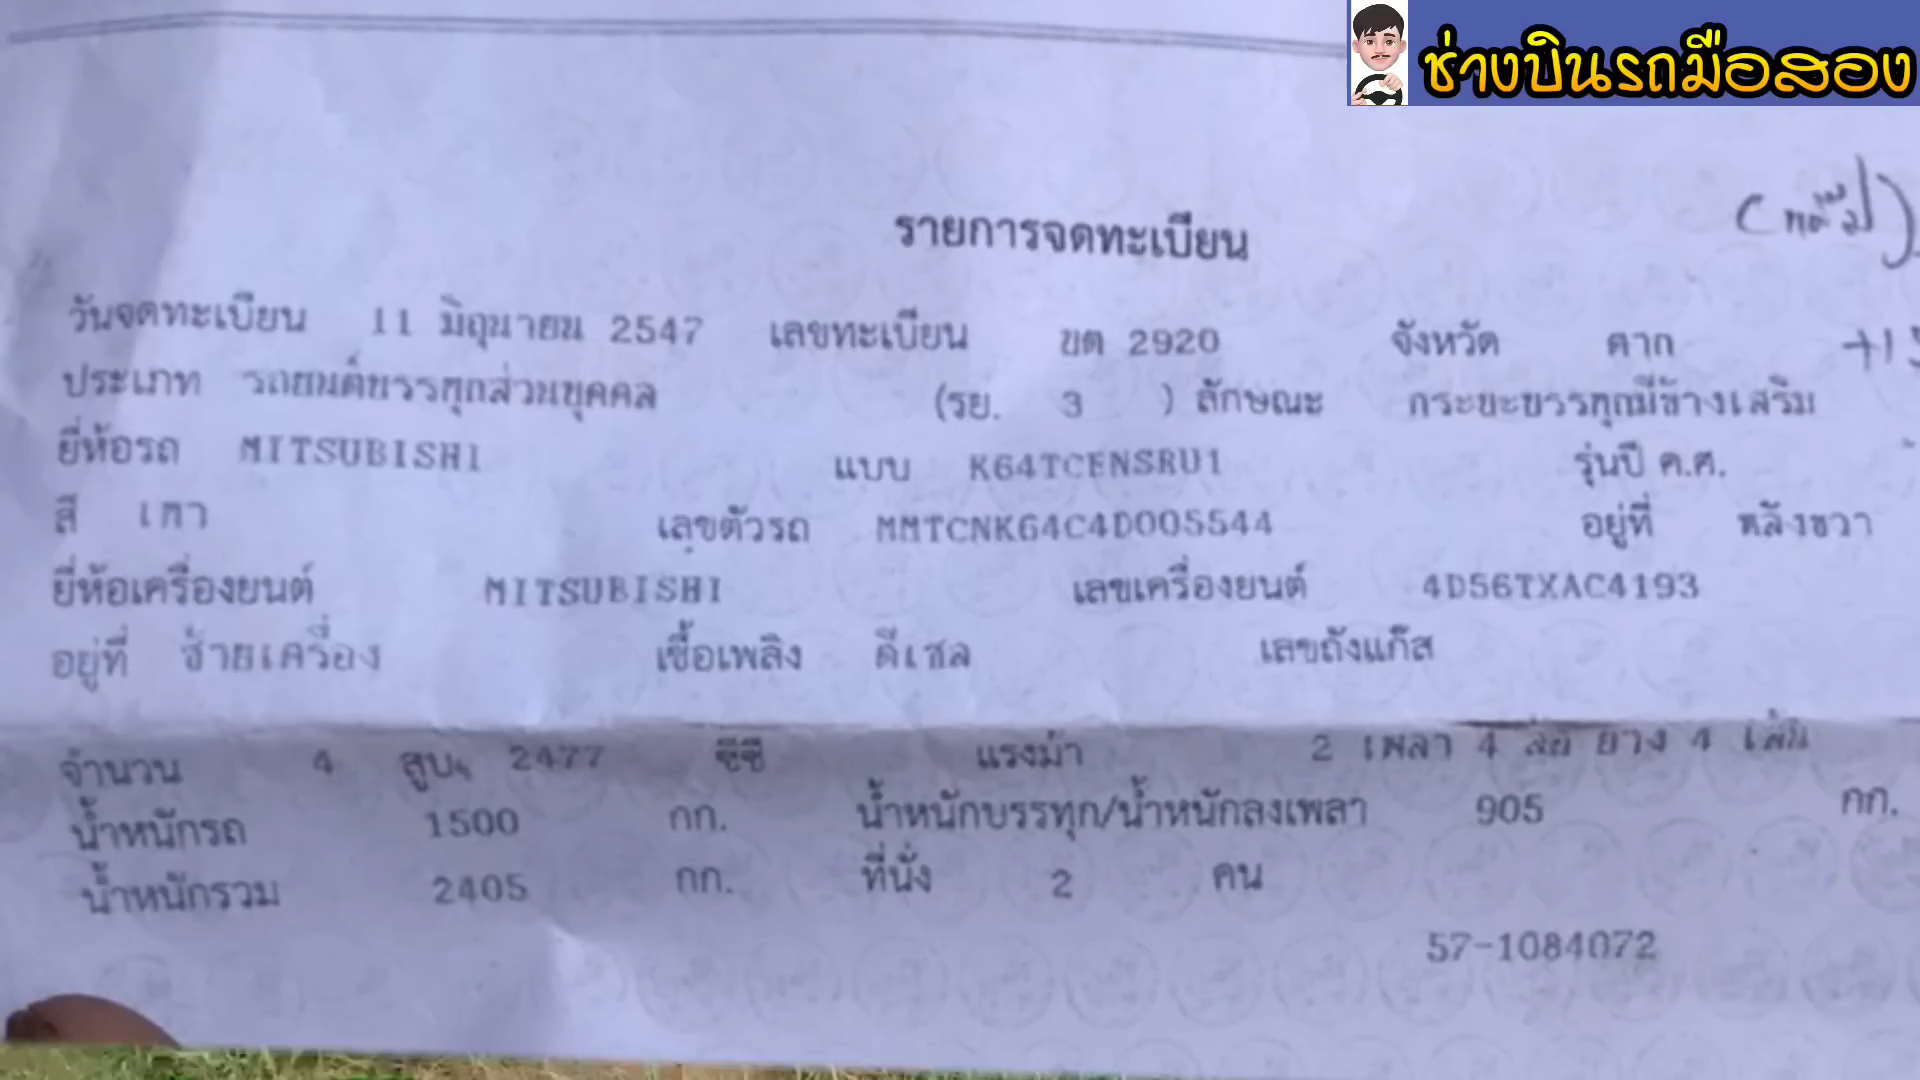 ช่างปินรถมือสอง
รายการจดทะเบียน
วันจดทะเบียน 11 มิถุนายน 2547 เลขทะเบียน ขต 2920 จังหวัด ตาก
ประเภท รถยนต์บรรทุกส่วนบุคคล (รย. 3 ) ลักษณะ กระบะบรรทุกมีข้างเสริม
ยี่ห้อรถ MITSUBISHI แบบ K64TCENSRU1 รุ่นปี ค.ศ.
สี เทา เลขตัวรถ MMTCNK64C4D005544 อยู่ที่ หลังขวา
ยี่ห้อเครื่องยนต์ MITSUBISHI เลขเครื่องยนต์ 4D56TXAC4193
อยู่ที่ ซ้ายเครื่อง เชื้อเพลิง ดีเซล เลขถังแก๊ส
จำนวน 4 สูบ 2477 ซีซี แรงม้า 2 เพลา 4 ล้อ ยาง 4 เส้น
น้ำหนักรถ 1500 กก. น้ำหนักบรรทุก/น้ำหนักลงเพลา 905 กก.
น้ำหนักรวม 2405 กก. ที่นั่ง 2 คน
57-1084072